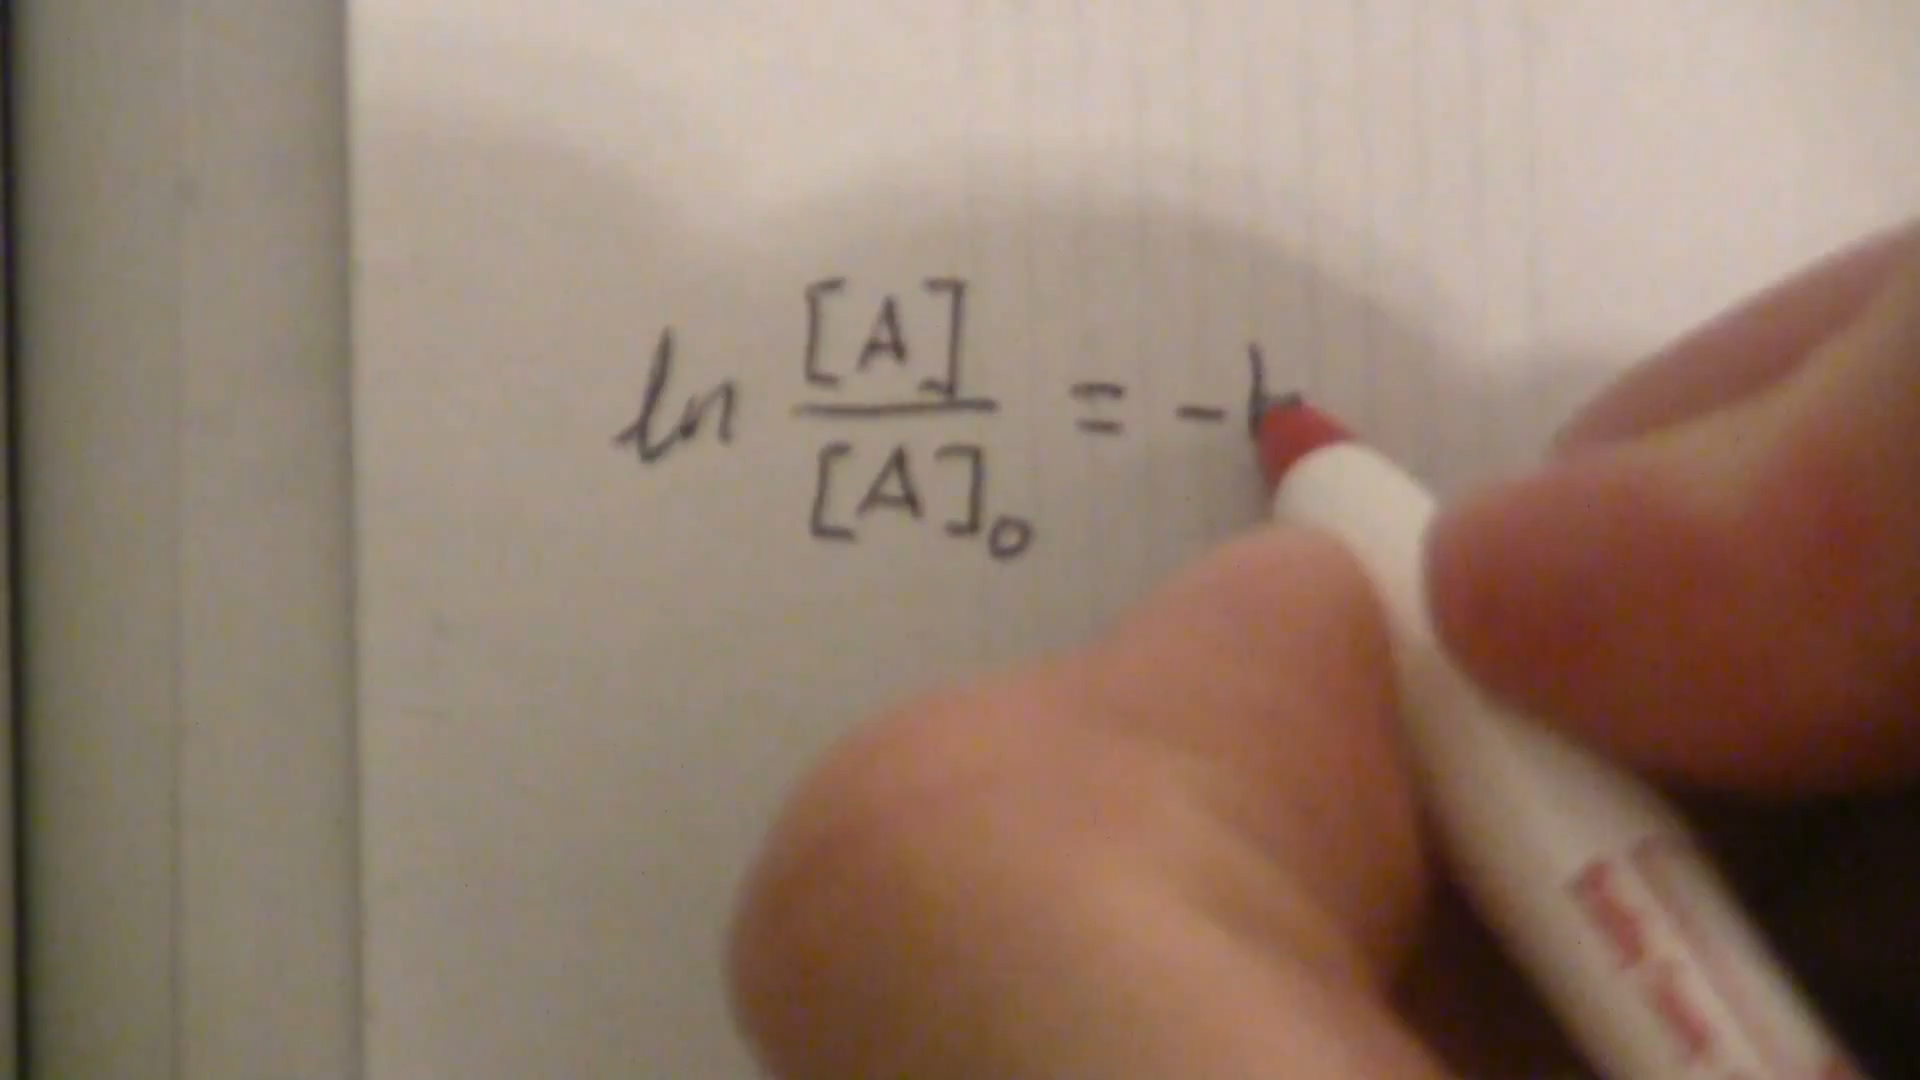 ln [A]/[A]₀ = -